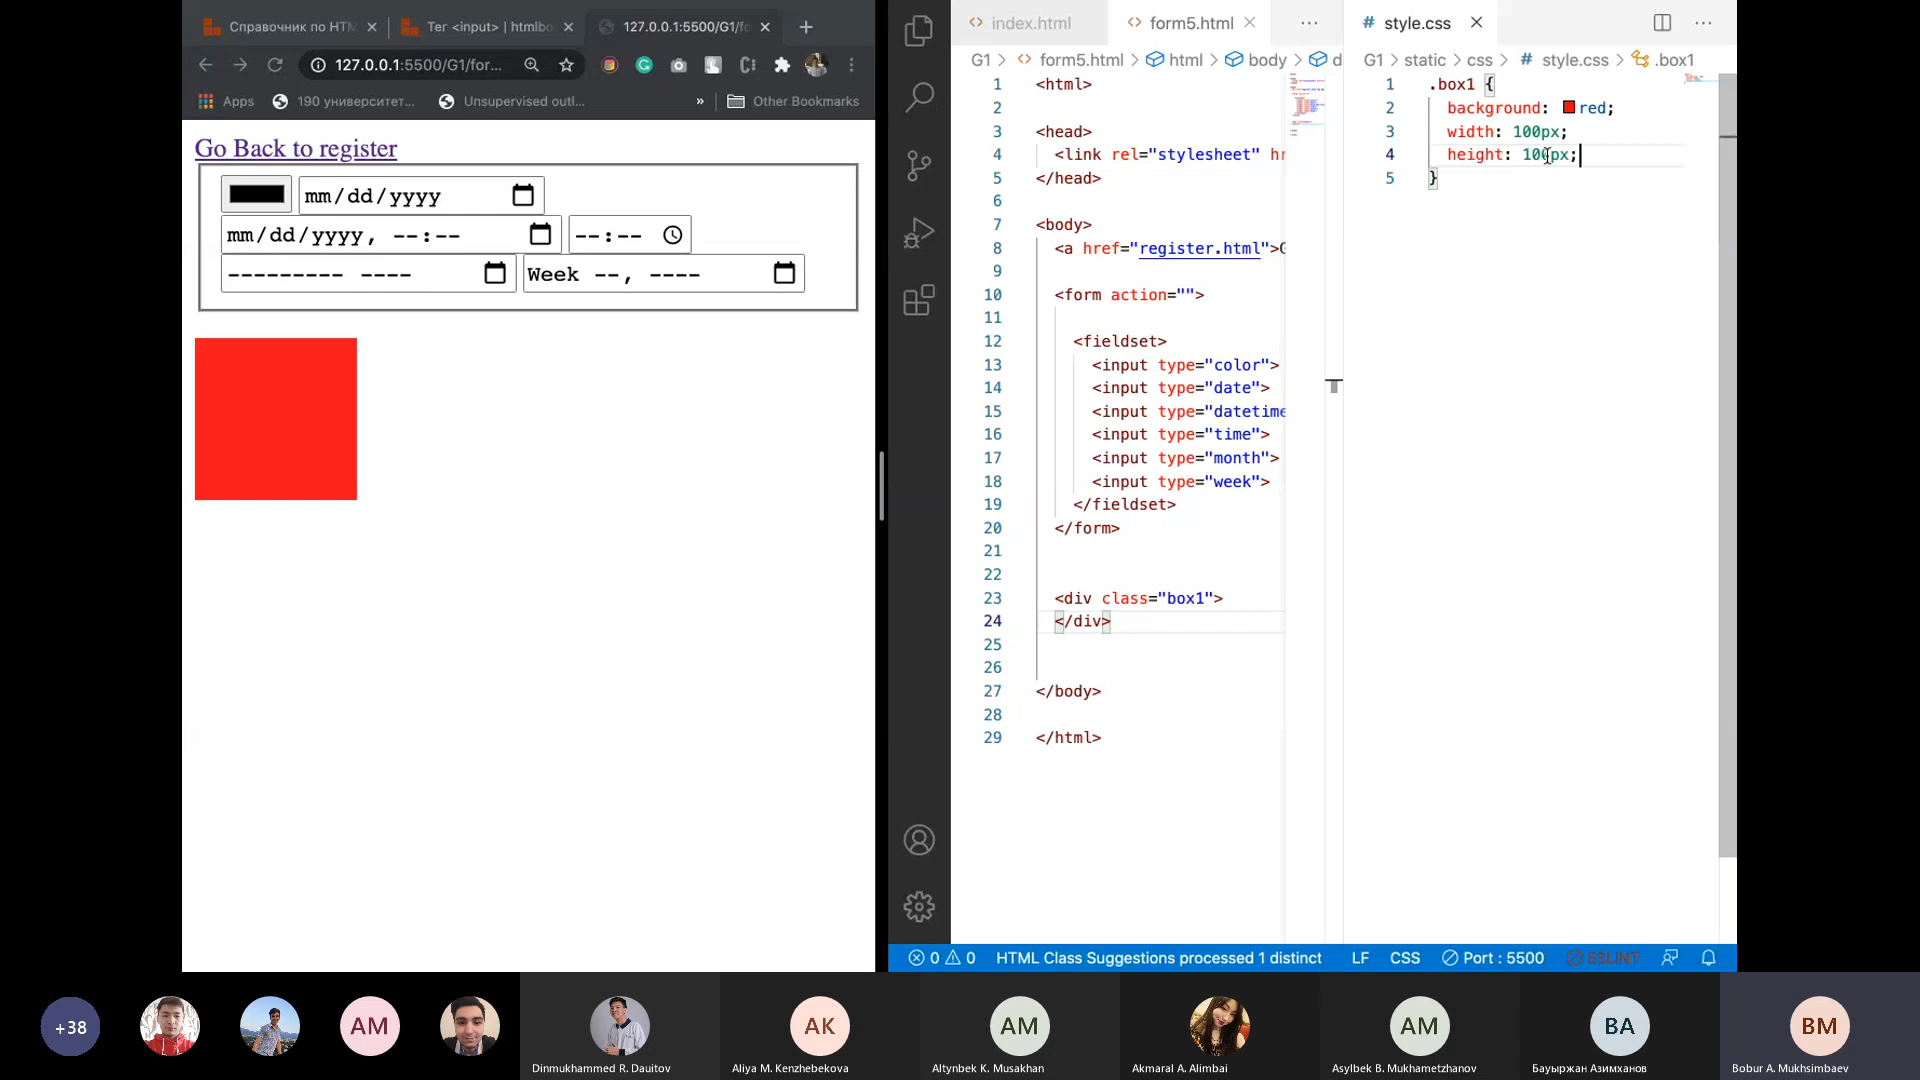 Справочник по HTM
Тег <input> | htmlbo
127.0.0.1:5500/G1/fo
127.0.0.1:5500/G1/for...
Apps
190 университет...
Unsupervised outl...
»
Other Bookmarks
Go Back to register
mm/dd/yyyy
mm/dd/yyyy, --:--
--:--
--------- ----
Week --, ----
index.html
form5.html
G1 > form5.html > html > body > d
1 <html>
2
3 <head>
4 <link rel="stylesheet" hr
5 </head>
6
7 <body>
8 <a href="register.html">G
9
10 <form action="">
11
12 <fieldset>
13 <input type="color">
14 <input type="date">
15 <input type="datetime
16 <input type="time">
17 <input type="month">
18 <input type="week">
19 </fieldset>
20 </form>
21
22
23 <div class="box1">
24 </div>
25
26
27 </body>
28
29 </html>
# style.css
G1 > static > css > # style.css > .box1
1 .box1 {
2 background: red;
3 width: 100px;
4 height: 100px;
5 }
0 0 HTML Class Suggestions processed 1 distinct LF CSS Port : 5500 ESLINT
+38
AM
Dinmukhammed R. Dauitov
AK
Aliya M. Kenzhebekova
AM
Altynbek K. Musakhan
Akmaral A. Alimbai
AM
Asylbek B. Mukhametzhanov
BA
Бауыржан Азимханов
BM
Bobur A. Mukhsimbaev